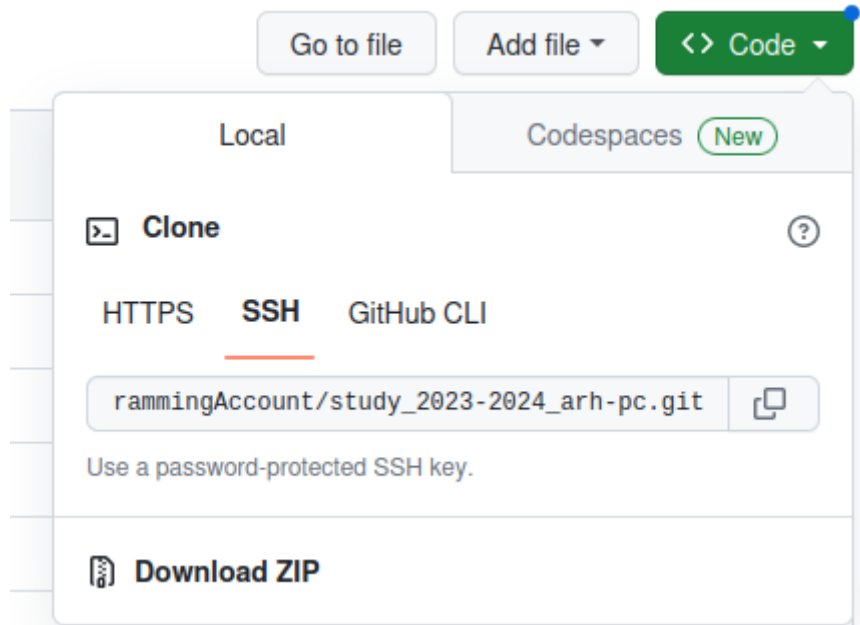 Go to file Add file <> Code
Local Codespaces New
Clone
HTTPS SSH GitHub CLI
rammingAccount/study_2023-2024_arh-pc.git
Use a password-protected SSH key.
Download ZIP